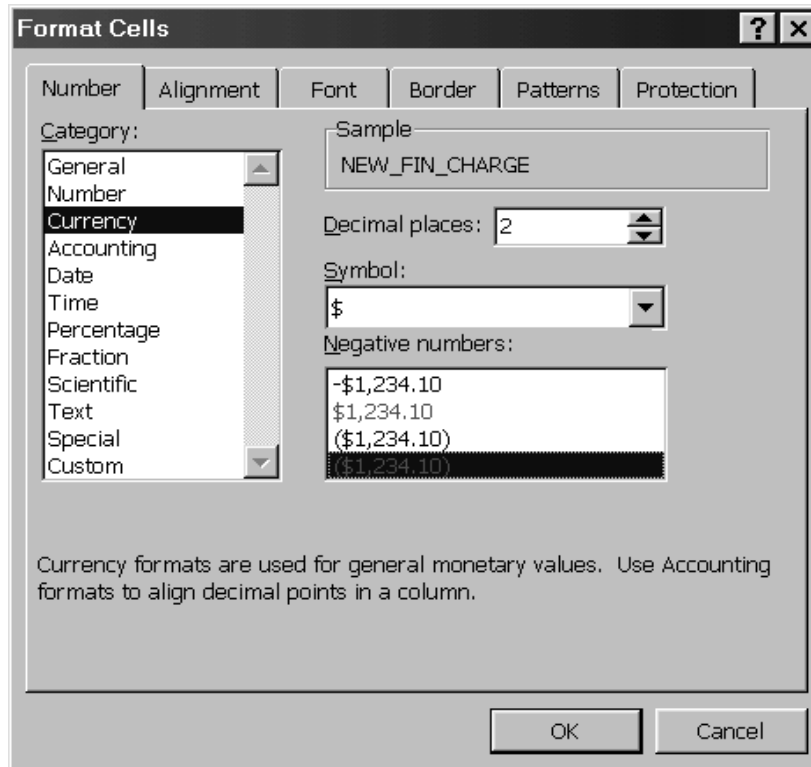 Format Cells
Number Alignment Font Border Patterns Protection
Category:
General
Number
Currency
Accounting
Date
Time
Percentage
Fraction
Scientific
Text
Special
Custom
Sample
NEW_FIN_CHARGE
Decimal places: 2
Symbol:
$
Negative numbers:
-$1,234.10
$1,234.10
($1,234.10)
($1,234.10)
Currency formats are used for general monetary values.  Use Accounting
formats to align decimal points in a column.
OK Cancel